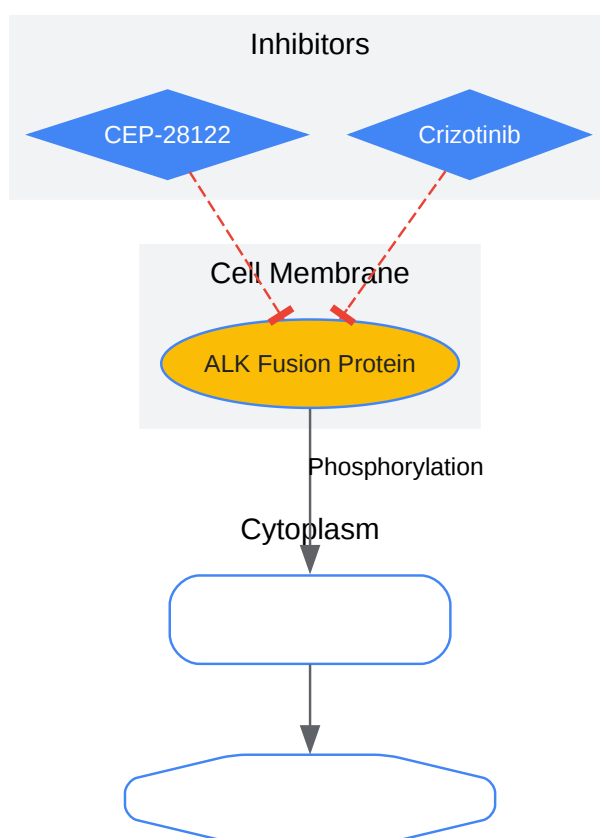 Inhibitors
CEP-28122
Crizotinib
Cell Membrane
ALK Fusion Protein
Phosphorylation
Cytoplasm